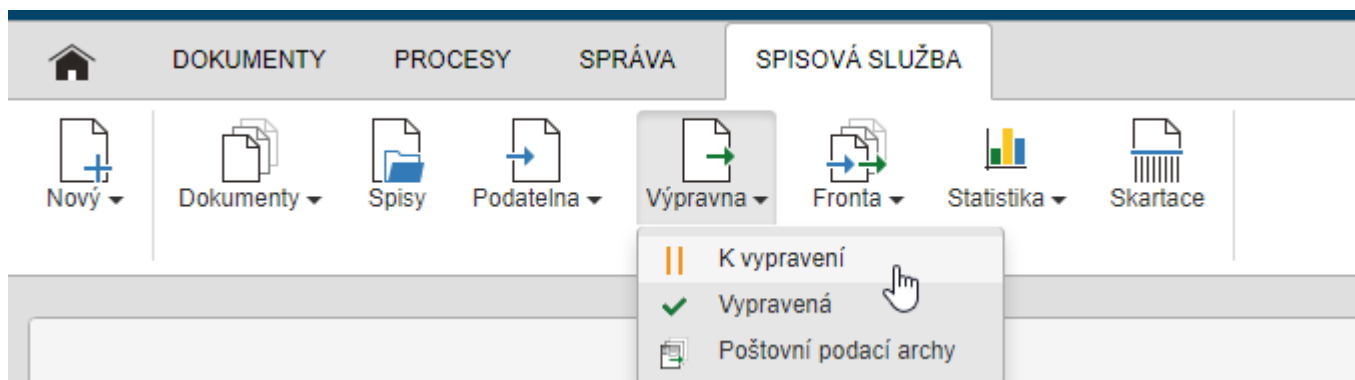 DOKUMENTY PROCESY SPRÁVA SPISOVÁ SLUŽBA
Nový Dokumenty Spisy Podatelna Výpravna Fronta Statistika Skartace
K vypravení
Vypravená
Poštovní podací archy